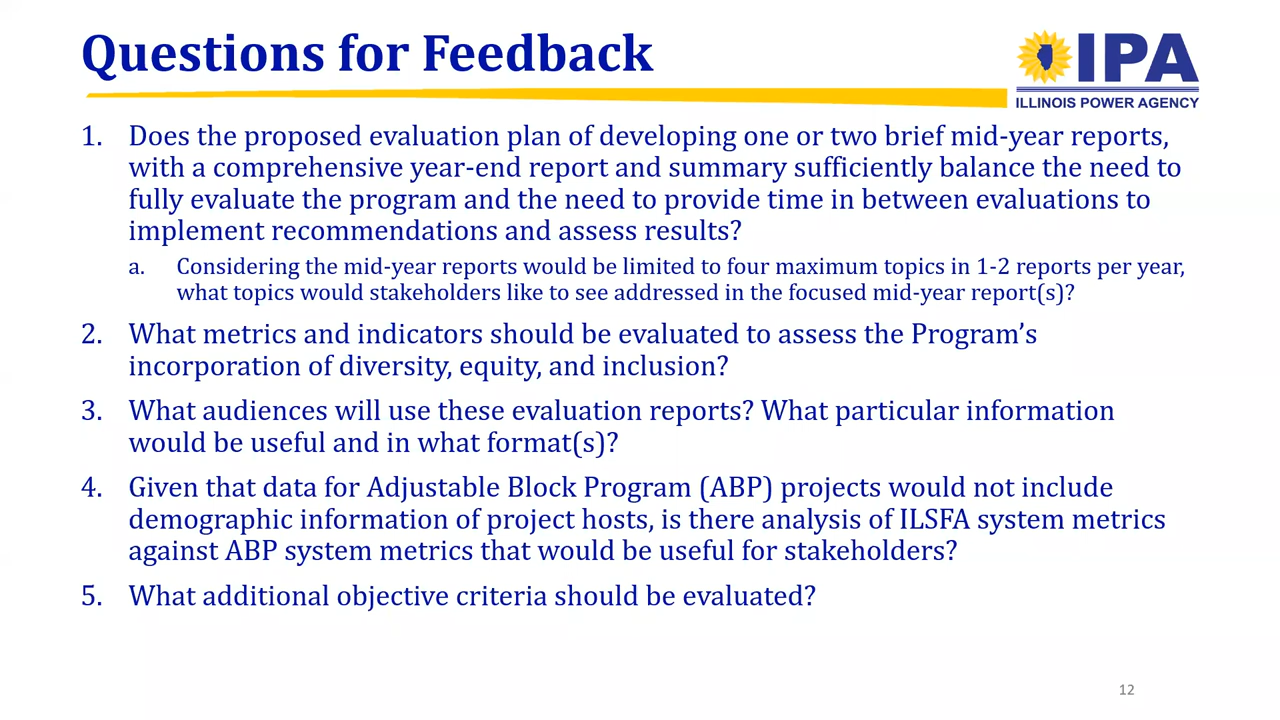 Questions for Feedback
IPA
ILLINOIS POWER AGENCY
1. Does the proposed evaluation plan of developing one or two brief mid-year reports,
with a comprehensive year-end report and summary sufficiently balance the need to
fully evaluate the program and the need to provide time in between evaluations to
implement recommendations and assess results?
a. Considering the mid-year reports would be limited to four maximum topics in 1-2 reports per year,
what topics would stakeholders like to see addressed in the focused mid-year report(s)?
2. What metrics and indicators should be evaluated to assess the Program’s
incorporation of diversity, equity, and inclusion?
3. What audiences will use these evaluation reports? What particular information
would be useful and in what format(s)?
4. Given that data for Adjustable Block Program (ABP) projects would not include
demographic information of project hosts, is there analysis of ILSFA system metrics
against ABP system metrics that would be useful for stakeholders?
5. What additional objective criteria should be evaluated?
12